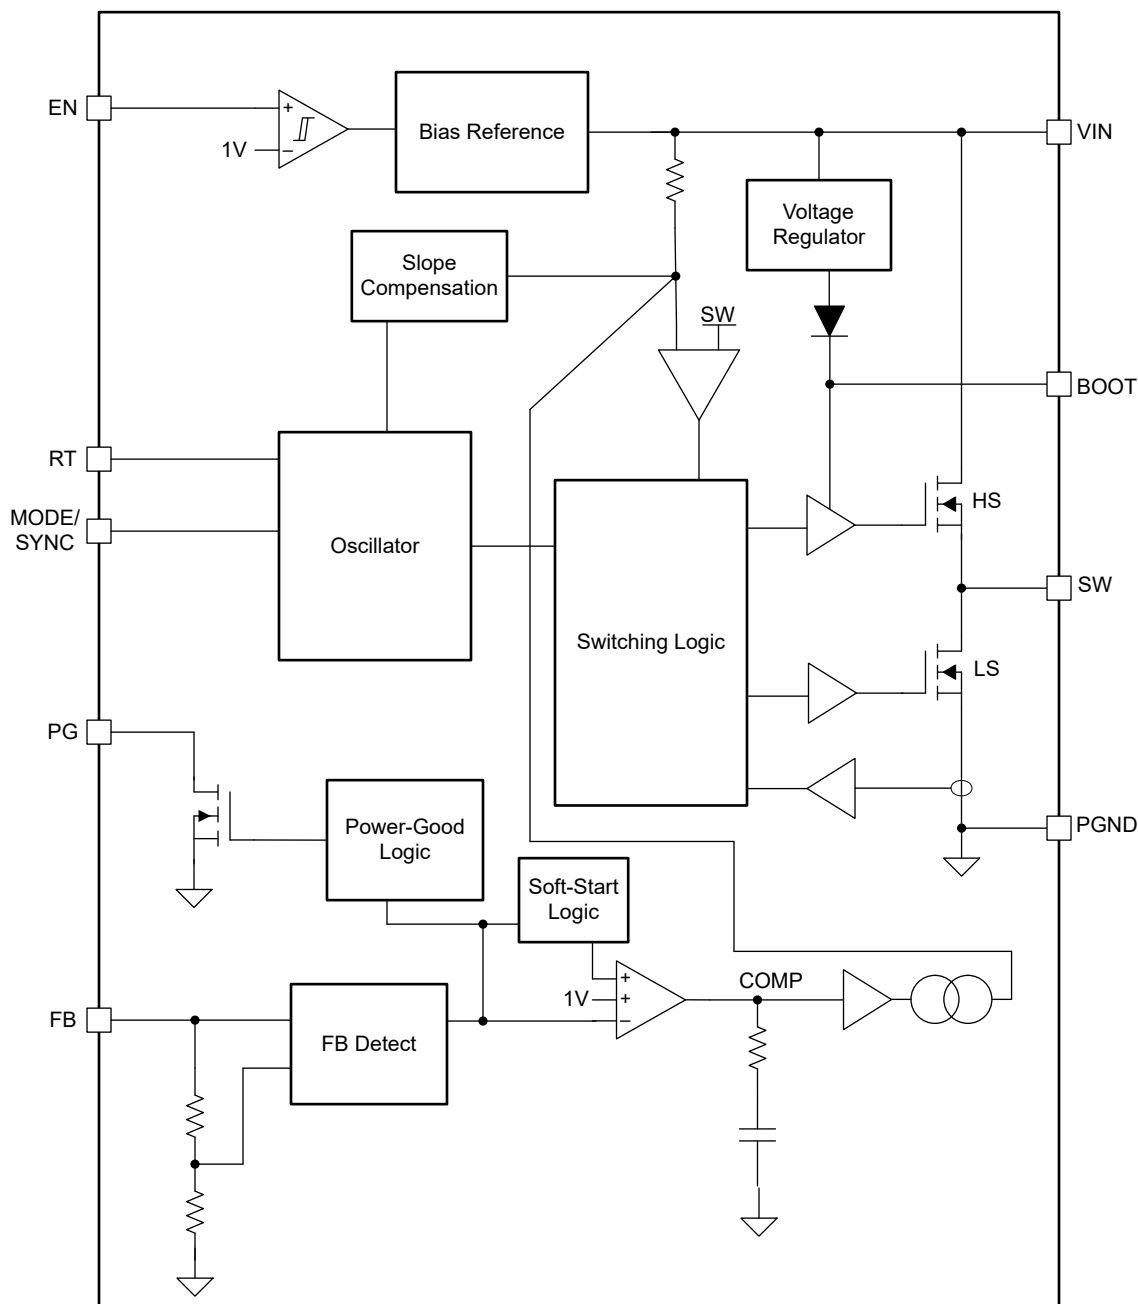 EN
+
1V
−
Bias Reference
VIN
Voltage
Regulator
Slope
Compensation
SW
BOOT
RT
MODE/
SYNC
Oscillator
HS
SW
Switching Logic
LS
PG
Power-Good
Logic
PGND
Soft-Start
Logic
+
1V
+
−
COMP
FB
FB Detect